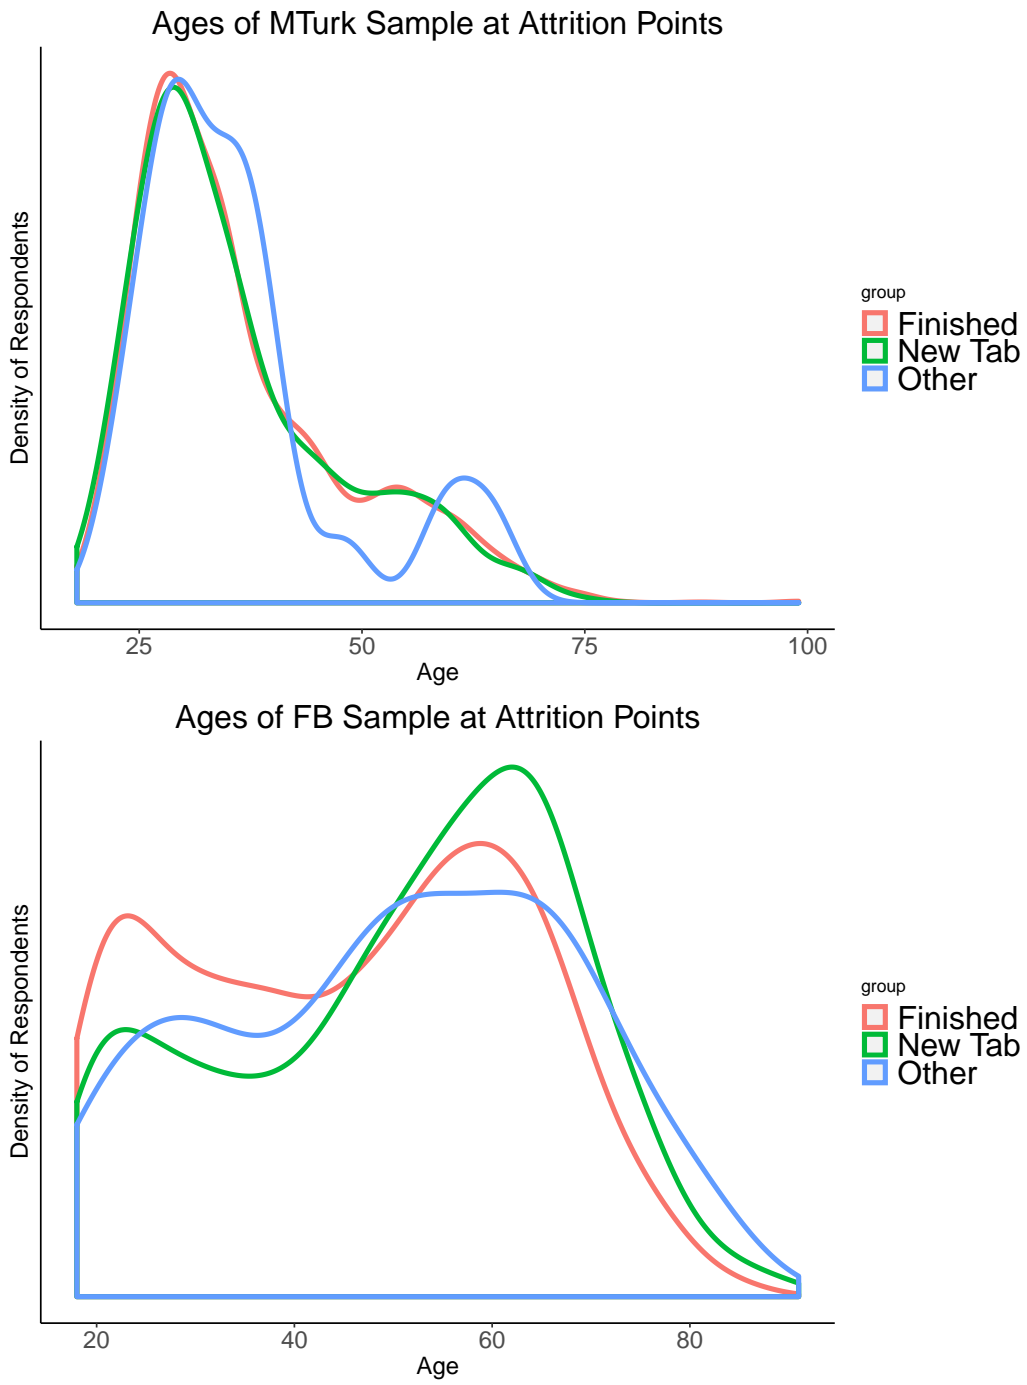 Ages of MTurk Sample at Attrition Points
Density of Respondents
25 50 75 100
Age
group
Finished
New Tab
Other
Ages of FB Sample at Attrition Points
Density of Respondents
20 40 60 80
Age
group
Finished
New Tab
Other